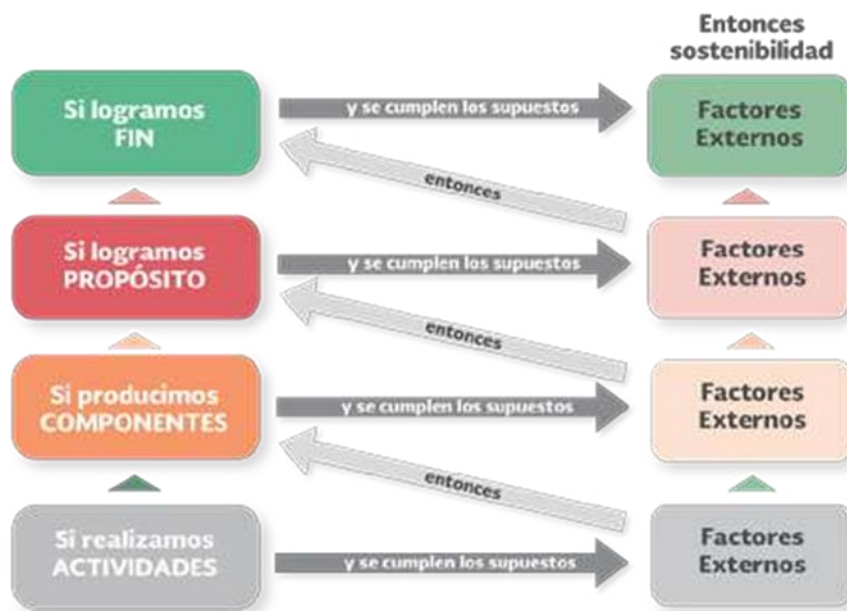 Entonces
sostenibilidad
Si logramos
FIN
y se cumplen los supuestos
Factores
Externos
entonces
Si logramos
PROPÓSITO
y se cumplen los supuestos
Factores
Externos
entonces
Si producimos
COMPONENTES
y se cumplen los supuestos
Factores
Externos
entonces
Si realizamos
ACTIVIDADES
y se cumplen los supuestos
Factores
Externos